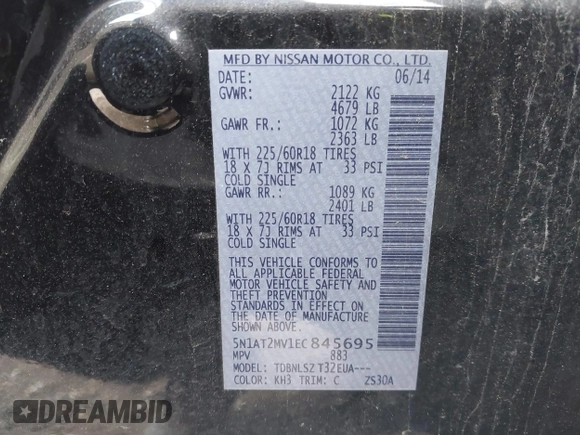 MFD BY NISSAN MOTOR CO., LTD.
DATE: 06/14
GVWR: 2122 KG
4679 LB
GAWR FR.: 1072 KG
2363 LB
WITH 225/60R18 TIRES
18 X 7J RIMS AT 33 PSI
COLD SINGLE
GAWR RR.: 1089 KG
2401 LB
WITH 225/60R18 TIRES
18 X 7J RIMS AT 33 PSI
COLD SINGLE
THIS VEHICLE CONFORMS TO
ALL APPLICABLE FEDERAL
MOTOR VEHICLE SAFETY AND
THEFT PREVENTION
STANDARDS IN EFFECT ON
THE DATE OF MANUFACTURE
SHOWN ABOVE.
5N1AT2MV1EC845695
MPV 883
MODEL: TDBNLSZ T32EUA---
COLOR: KH3 TRIM: C ZS30A
DREAMBID
.com